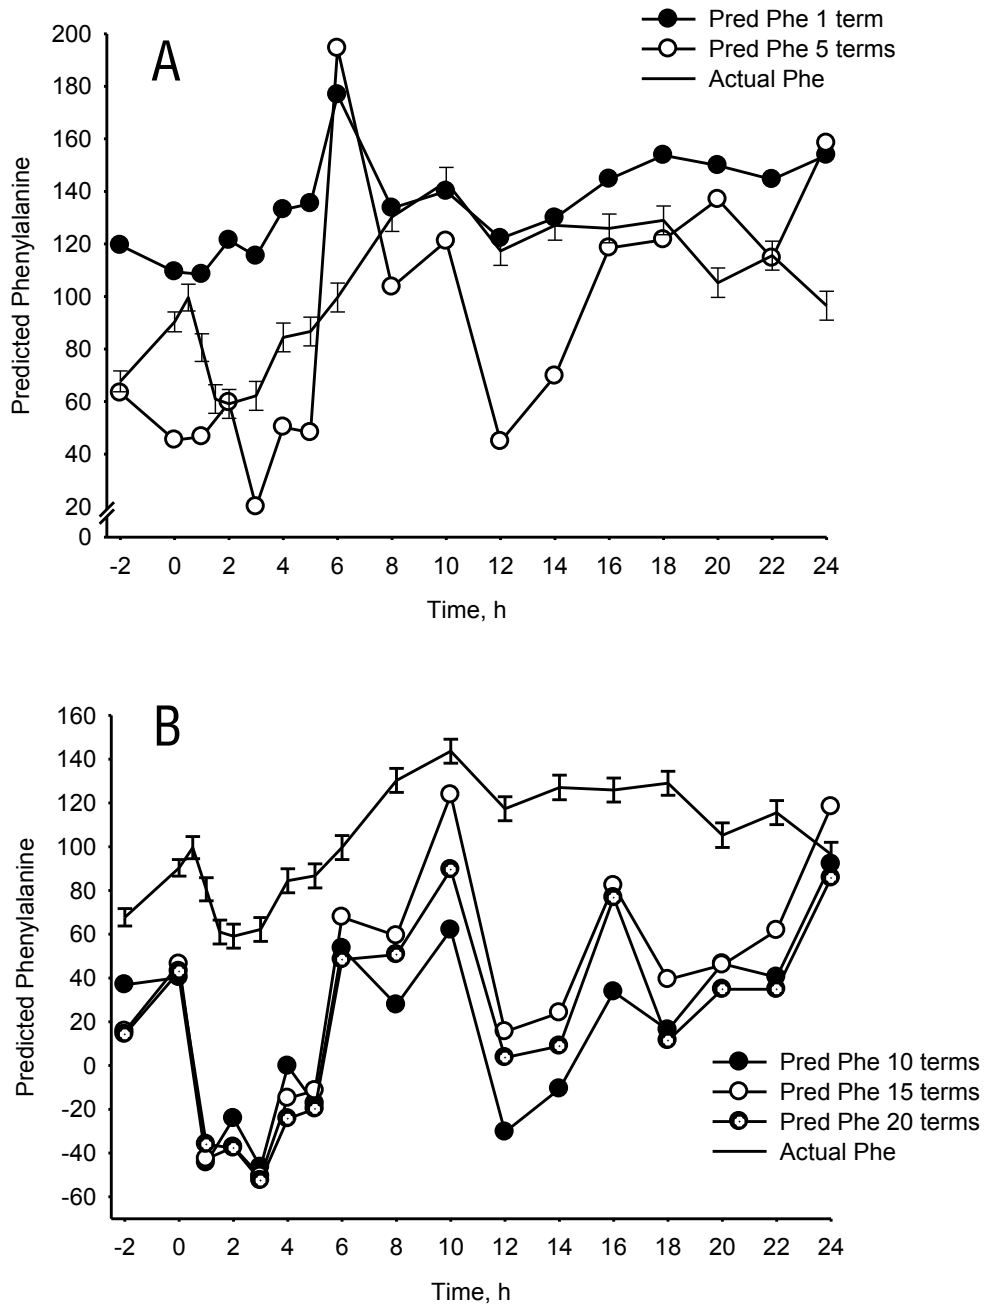 Pred Phe 1 term
Pred Phe 5 terms
Actual Phe
A
200
180
160
140
120
100
80
60
40
20
0
Predicted Phenylalanine
-2 0 2 4 6 8 10 12 14 16 18 20 22 24
Time, h
B
160
140
120
100
80
60
40
20
0
-20
-40
-60
Predicted Phenylalanine
Pred Phe 10 terms
Pred Phe 15 terms
Pred Phe 20 terms
Actual Phe
-2 0 2 4 6 8 10 12 14 16 18 20 22 24
Time, h